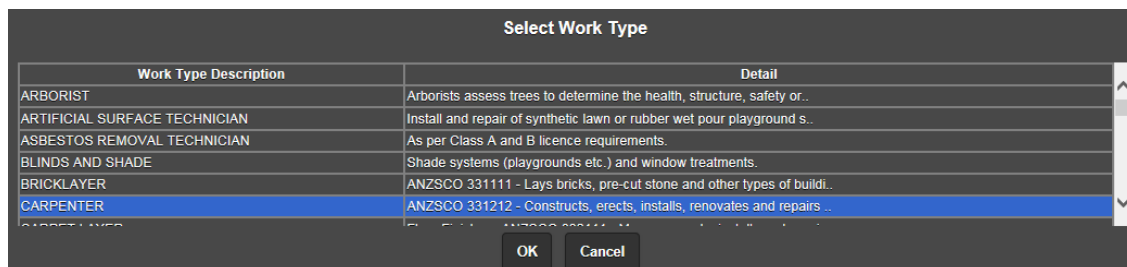 Select Work Type
Work Type Description Detail
ARBORIST Arborists assess trees to determine the health, structure, safety or..
ARTIFICIAL SURFACE TECHNICIAN Install and repair of synthetic lawn or rubber wet pour playground s..
ASBESTOS REMOVAL TECHNICIAN As per Class A and B licence requirements.
BLINDS AND SHADE Shade systems (playgrounds etc.) and window treatments.
BRICKLAYER ANZSCO 331111 - Lays bricks, pre-cut stone and other types of buildi..
CARPENTER ANZSCO 331212 - Constructs, erects, installs, renovates and repairs ..
CARPET LAYER
OK Cancel